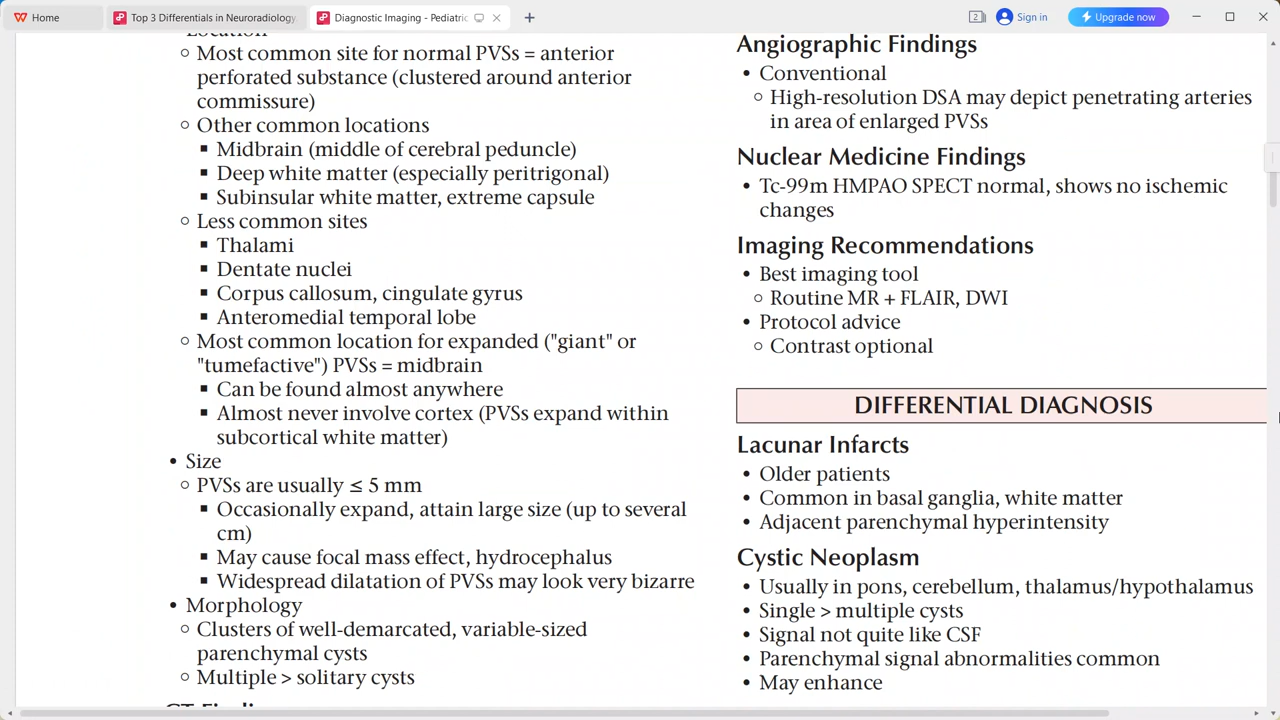 Home
Top 3 Differentials in Neuroradiology.
Diagnostic Imaging - Pediatric
2
Sign in
Upgrade now
Location
Most common site for normal PVSs = anterior
perforated substance (clustered around anterior
commissure)
Other common locations
Midbrain (middle of cerebral peduncle)
Deep white matter (especially peritrigonal)
Subinsular white matter, extreme capsule
Less common sites
Thalami
Dentate nuclei
Corpus callosum, cingulate gyrus
Anteromedial temporal lobe
Most common location for expanded ("giant" or
"tumefactive") PVSs = midbrain
Can be found almost anywhere
Almost never involve cortex (PVSs expand within
subcortical white matter)
• Size
PVSs are usually ≤ 5 mm
Occasionally expand, attain large size (up to several
cm)
May cause focal mass effect, hydrocephalus
Widespread dilatation of PVSs may look very bizarre
• Morphology
Clusters of well-demarcated, variable-sized
parenchymal cysts
Multiple > solitary cysts
Angiographic Findings
• Conventional
High-resolution DSA may depict penetrating arteries
in area of enlarged PVSs
Nuclear Medicine Findings
• Tc-99m HMPAO SPECT normal, shows no ischemic
changes
Imaging Recommendations
• Best imaging tool
Routine MR + FLAIR, DWI
• Protocol advice
Contrast optional
DIFFERENTIAL DIAGNOSIS
Lacunar Infarcts
• Older patients
• Common in basal ganglia, white matter
• Adjacent parenchymal hyperintensity
Cystic Neoplasm
• Usually in pons, cerebellum, thalamus/hypothalamus
• Single > multiple cysts
• Signal not quite like CSF
• Parenchymal signal abnormalities common
• May enhance